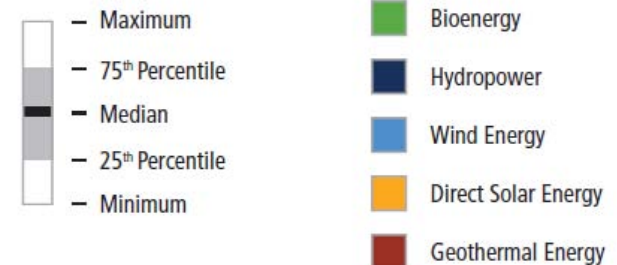 Maximum
75th Percentile
Median
25th Percentile
Minimum
Bioenergy
Hydropower
Wind Energy
Direct Solar Energy
Geothermal Energy